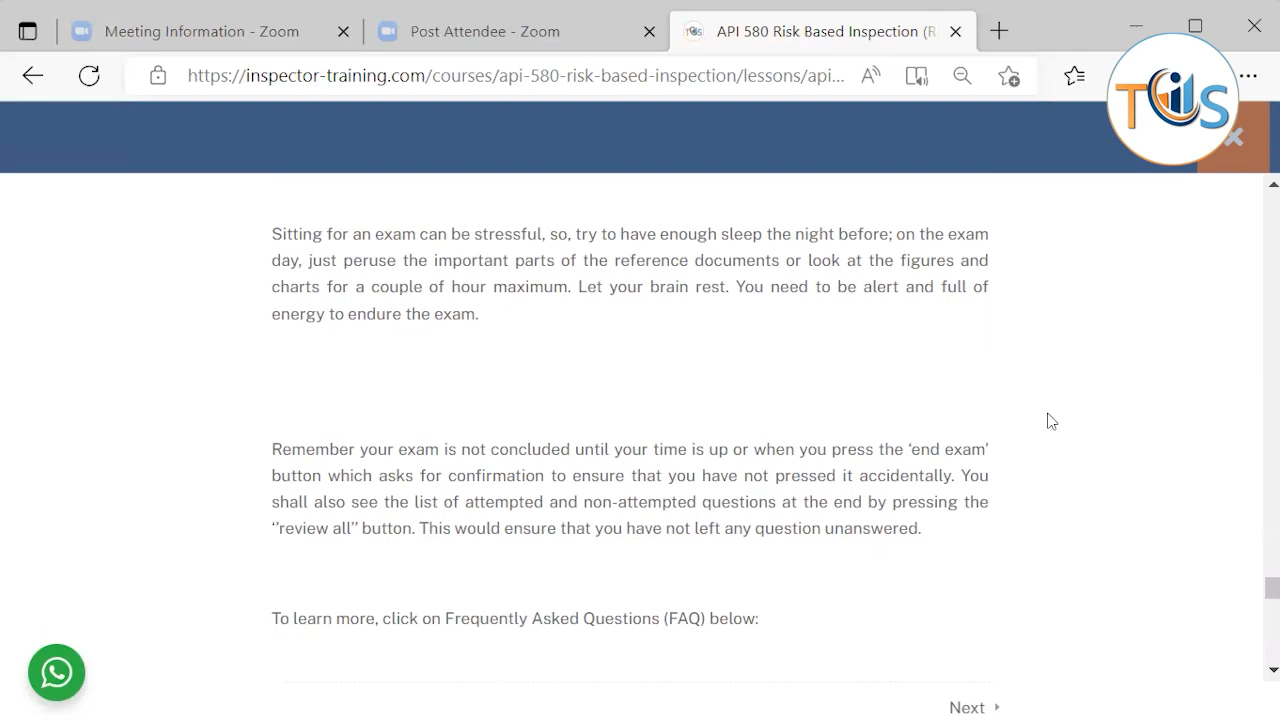 Meeting Information - Zoom
Post Attendee - Zoom
API 580 Risk Based Inspection (R
https://inspector-training.com/courses/api-580-risk-based-inspection/lessons/api...
TIS
Sitting for an exam can be stressful, so, try to have enough sleep the night before; on the exam
day, just peruse the important parts of the reference documents or look at the figures and
charts for a couple of hour maximum. Let your brain rest. You need to be alert and full of
energy to endure the exam.
Remember your exam is not concluded until your time is up or when you press the ‘end exam’
button which asks for confirmation to ensure that you have not pressed it accidentally. You
shall also see the list of attempted and non-attempted questions at the end by pressing the
‘’review all’’ button. This would ensure that you have not left any question unanswered.
To learn more, click on Frequently Asked Questions (FAQ) below:
Next